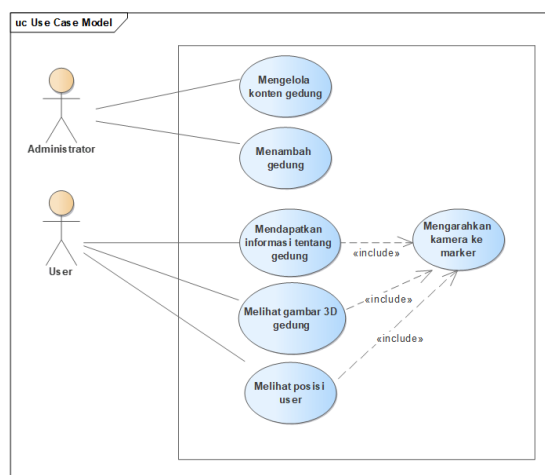 uc Use Case Model
Administrator
Mengelola
konten gedung
Menambah
gedung
User
Mendapatkan
informasi tentang
gedung
«include»
Mengarahkan
kamera ke
marker
Melihat gambar 3D
gedung
«include»
Melihat posisi
user
«include»